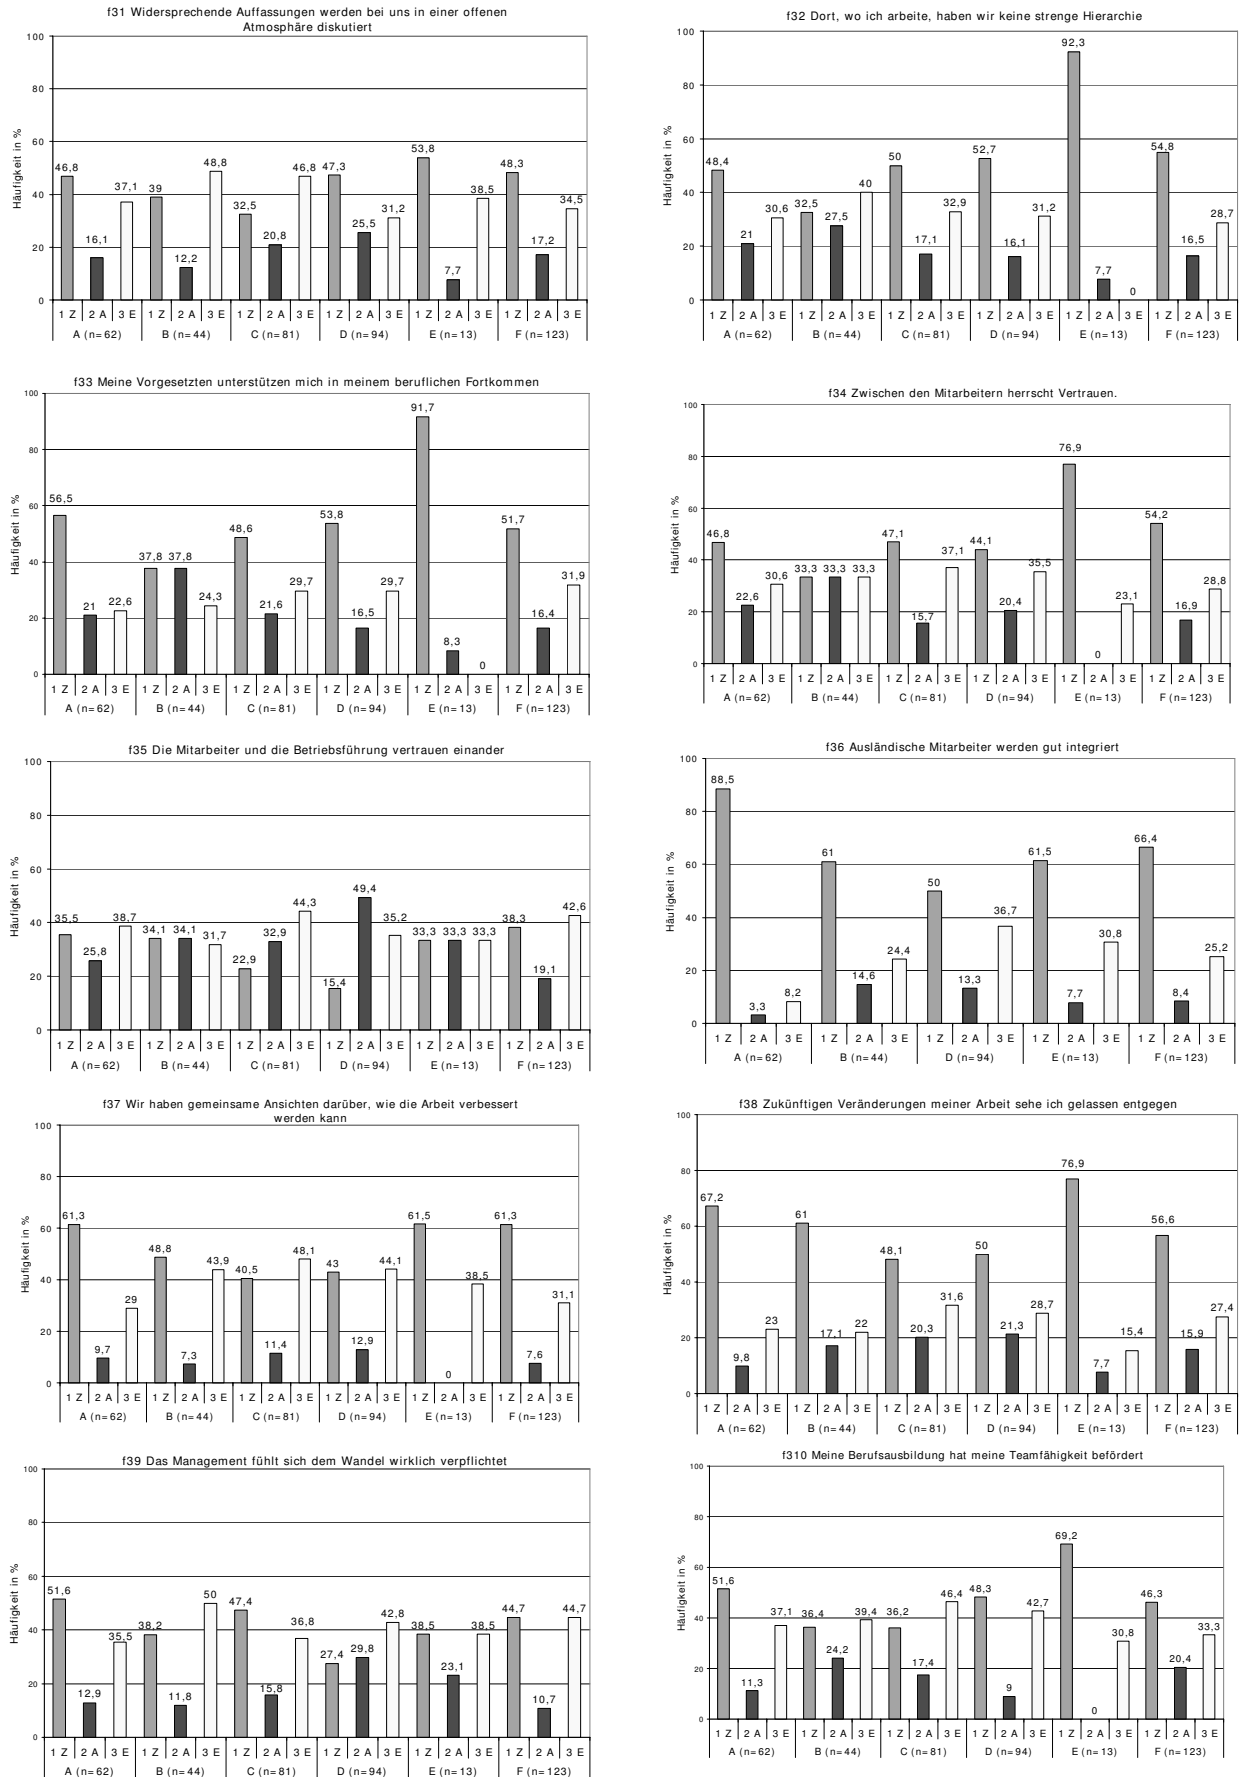 f31 Widersprechende Auffassungen werden bei uns in einer offenen
Atmosphäre diskutiert
Häufigkeit in %
100
80
60
40
20
0
46,8 16,1 37,1 39 12,2 48,8 32,5 20,8 46,8 47,3 25,5 31,2 53,8 7,7 38,5 48,3 17,2 34,5
1 Z 2 A 3 E 1 Z 2 A 3 E 1 Z 2 A 3 E 1 Z 2 A 3 E 1 Z 2 A 3 E 1 Z 2 A 3 E
A (n=62) B (n=44) C (n=81) D (n=94) E (n=13) F (n=123)
f32 Dort, wo ich arbeite, haben wir keine strenge Hierarchie
Häufigkeit in %
100
80
60
40
20
0
48,4 21 30,6 32,5 27,5 40 50 17,1 32,9 52,7 16,1 31,2 92,3 7,7 0 54,8 16,5 28,7
1 Z 2 A 3 E 1 Z 2 A 3 E 1 Z 2 A 3 E 1 Z 2 A 3 E 1 Z 2 A 3 E 1 Z 2 A 3 E
A (n=62) B (n=44) C (n=81) D (n=94) E (n=13) F (n=123)
f33 Meine Vorgesetzten unterstützen mich in meinem beruflichen Fortkommen
Häufigkeit in %
100
80
60
40
20
0
56,5 21 22,6 37,8 37,8 24,3 48,6 21,6 29,7 53,8 16,5 29,7 91,7 8,3 0 51,7 16,4 31,9
1 Z 2 A 3 E 1 Z 2 A 3 E 1 Z 2 A 3 E 1 Z 2 A 3 E 1 Z 2 A 3 E 1 Z 2 A 3 E
A (n=62) B (n=44) C (n=81) D (n=94) E (n=13) F (n=123)
f34 Zwischen den Mitarbeitern herrscht Vertrauen.
Häufigkeit in %
100
80
60
40
20
0
46,8 22,6 30,6 33,3 33,3 33,3 47,1 15,7 37,1 44,1 20,4 35,5 76,9 0 23,1 54,2 16,9 28,8
1 Z 2 A 3 E 1 Z 2 A 3 E 1 Z 2 A 3 E 1 Z 2 A 3 E 1 Z 2 A 3 E 1 Z 2 A 3 E
A (n=62) B (n=44) C (n=81) D (n=94) E (n=13) F (n=123)
f35 Die Mitarbeiter und die Betriebsführung vertrauen einander
Häufigkeit in %
100
80
60
40
20
0
35,5 25,8 38,7 34,1 34,1 31,7 22,9 32,9 44,3 15,4 49,4 35,2 33,3 33,3 33,3 38,3 19,1 42,6
1 Z 2 A 3 E 1 Z 2 A 3 E 1 Z 2 A 3 E 1 Z 2 A 3 E 1 Z 2 A 3 E 1 Z 2 A 3 E
A (n=62) B (n=44) C (n=81) D (n=94) E (n=13) F (n=123)
f36 Ausländische Mitarbeiter werden gut integriert
Häufigkeit in %
100
80
60
40
20
0
88,5 3,3 8,2 61 14,6 24,4 50 13,3 36,7 61,5 7,7 30,8 66,4 8,4 25,2
1 Z 2 A 3 E 1 Z 2 A 3 E 1 Z 2 A 3 E 1 Z 2 A 3 E 1 Z 2 A 3 E
A (n=62) B (n=44) D (n=94) E (n=13) F (n=123)
f37 Wir haben gemeinsame Ansichten darüber, wie die Arbeit verbessert
werden kann
Häufigkeit in %
100
80
60
40
20
0
61,3 9,7 29 48,8 7,3 43,9 40,5 11,4 48,1 43 12,9 44,1 61,5 0 38,5 61,3 7,6 31,1
1 Z 2 A 3 E 1 Z 2 A 3 E 1 Z 2 A 3 E 1 Z 2 A 3 E 1 Z 2 A 3 E 1 Z 2 A 3 E
A (n=62) B (n=44) C (n=81) D (n=94) E (n=13) F (n=123)
f38 Zukünftigen Veränderungen meiner Arbeit sehe ich gelassen entgegen
Häufigkeit in %
100
80
60
40
20
0
67,2 9,8 23 61 17,1 22 48,1 20,3 31,6 50 21,3 28,7 76,9 7,7 15,4 56,6 15,9 27,4
1 Z 2 A 3 E 1 Z 2 A 3 E 1 Z 2 A 3 E 1 Z 2 A 3 E 1 Z 2 A 3 E 1 Z 2 A 3 E
A (n=62) B (n=44) C (n=81) D (n=94) E (n=13) F (n=123)
f39 Das Management fühlt sich dem Wandel wirklich verpflichtet
Häufigkeit in %
100
80
60
40
20
0
51,6 12,9 35,5 38,2 11,8 50 47,4 15,8 36,8 27,4 29,8 42,8 38,5 23,1 38,5 44,7 10,7 44,7
1 Z 2 A 3 E 1 Z 2 A 3 E 1 Z 2 A 3 E 1 Z 2 A 3 E 1 Z 2 A 3 E 1 Z 2 A 3 E
A (n=62) B (n=44) C (n=81) D (n=94) E (n=13) F (n=123)
f310 Meine Berufsausbildung hat meine Teamfähigkeit befördert
Häufigkeit in %
100
80
60
40
20
0
51,6 11,3 37,1 36,4 24,2 39,4 36,2 17,4 46,4 48,3 9 42,7 69,2 0 30,8 46,3 20,4 33,3
1 Z 2 A 3 E 1 Z 2 A 3 E 1 Z 2 A 3 E 1 Z 2 A 3 E 1 Z 2 A 3 E 1 Z 2 A 3 E
A (n=62) B (n=44) C (n=81) D (n=94) E (n=13) F (n=123)